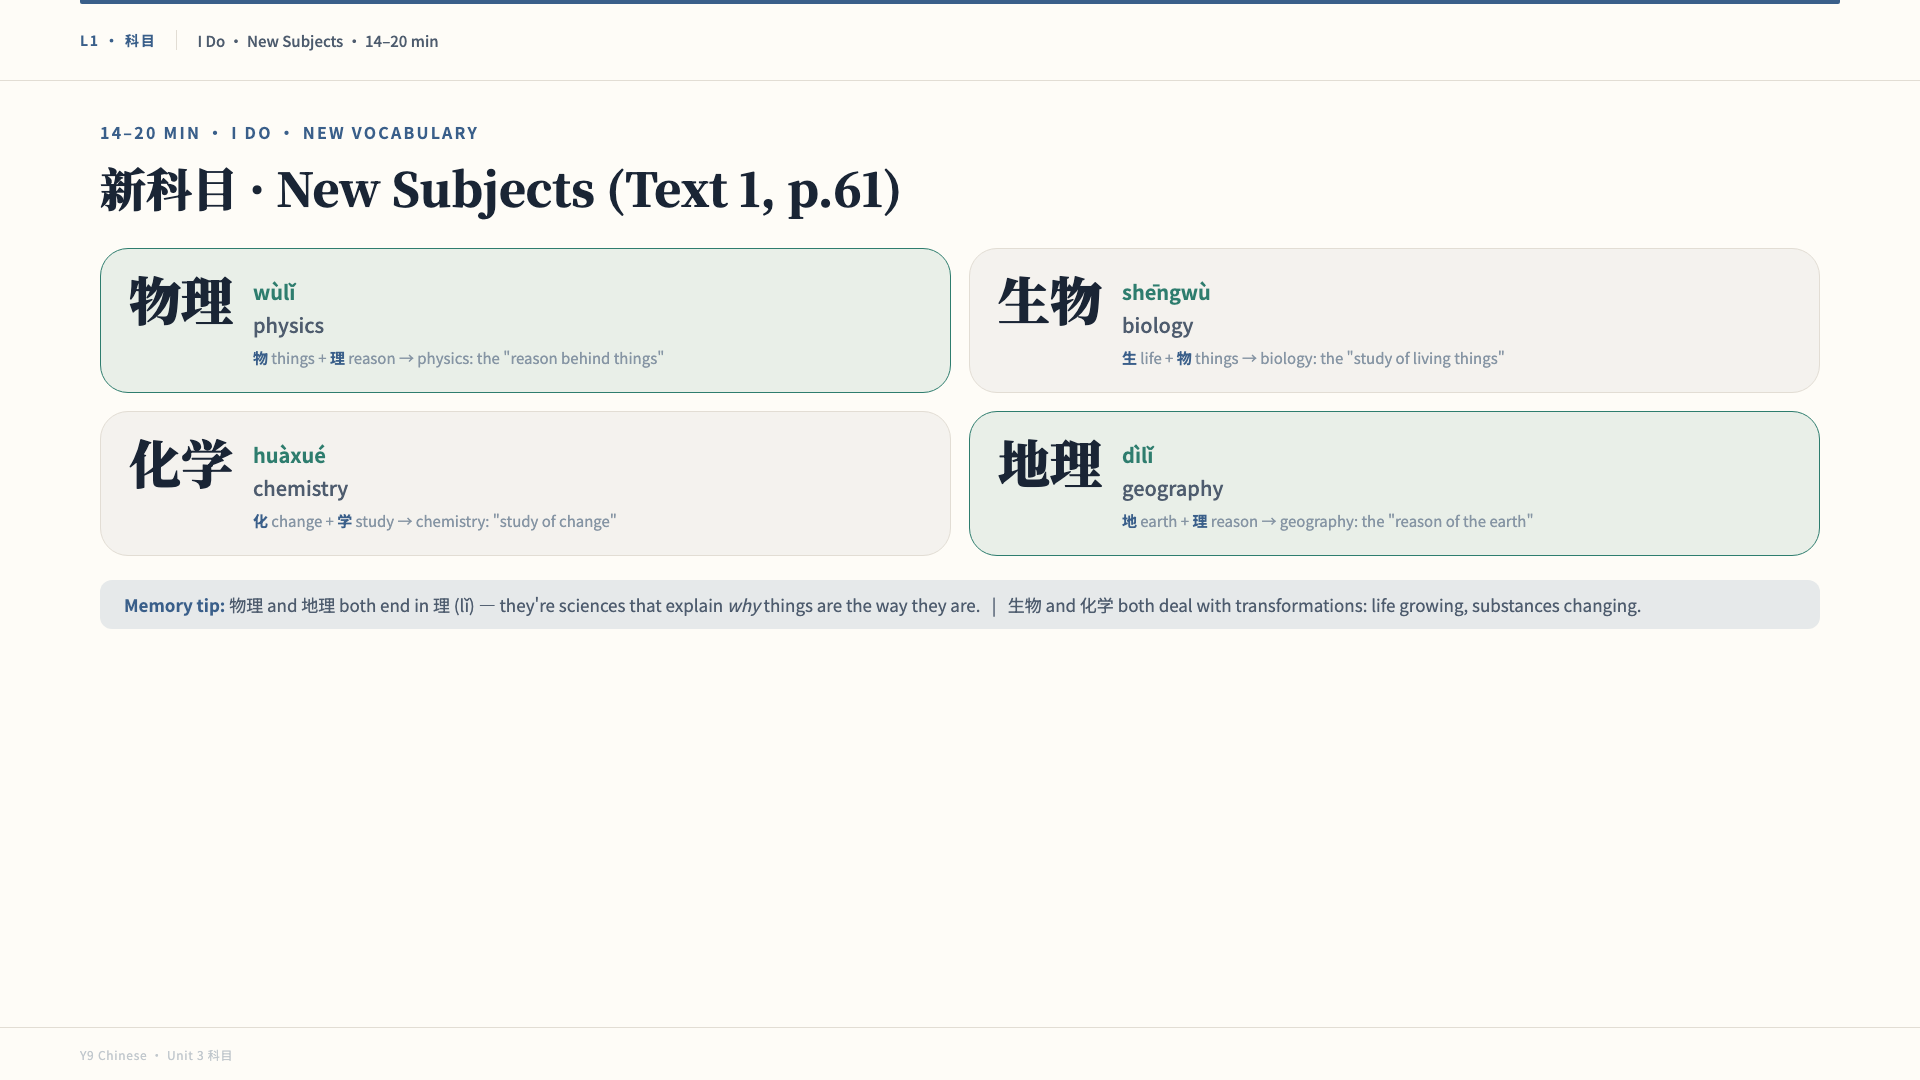 L1 • 科目 I Do • New Subjects • 14–20 min
14–20 MIN • I DO • NEW VOCABULARY
新科目 · New Subjects (Text 1, p.61)
物理
wùlǐ
physics
物 things + 理 reason → physics: the "reason behind things"
生物
shēngwù
biology
生 life + 物 things → biology: the "study of living things"
化学
huàxué
chemistry
化 change + 学 study → chemistry: "study of change"
地理
dìlǐ
geography
地 earth + 理 reason → geography: the "reason of the earth"
Memory tip: 物理 and 地理 both end in 理 (lǐ) — they're sciences that explain why things are the way they are. | 生物 and 化学 both deal with transformations: life growing, substances changing.
Y9 Chinese • Unit 3 科目